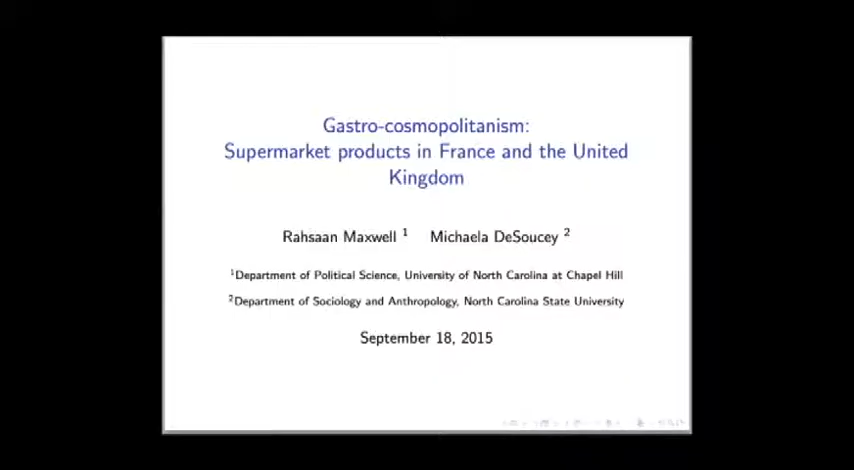 Gastro-cosmopolitanism:
Supermarket products in France and the United
Kingdom
Rahsaan Maxwell 1 Michaela DeSoucey 2
1Department of Political Science, University of North Carolina at Chapel Hill
2Department of Sociology and Anthropology, North Carolina State University
September 18, 2015